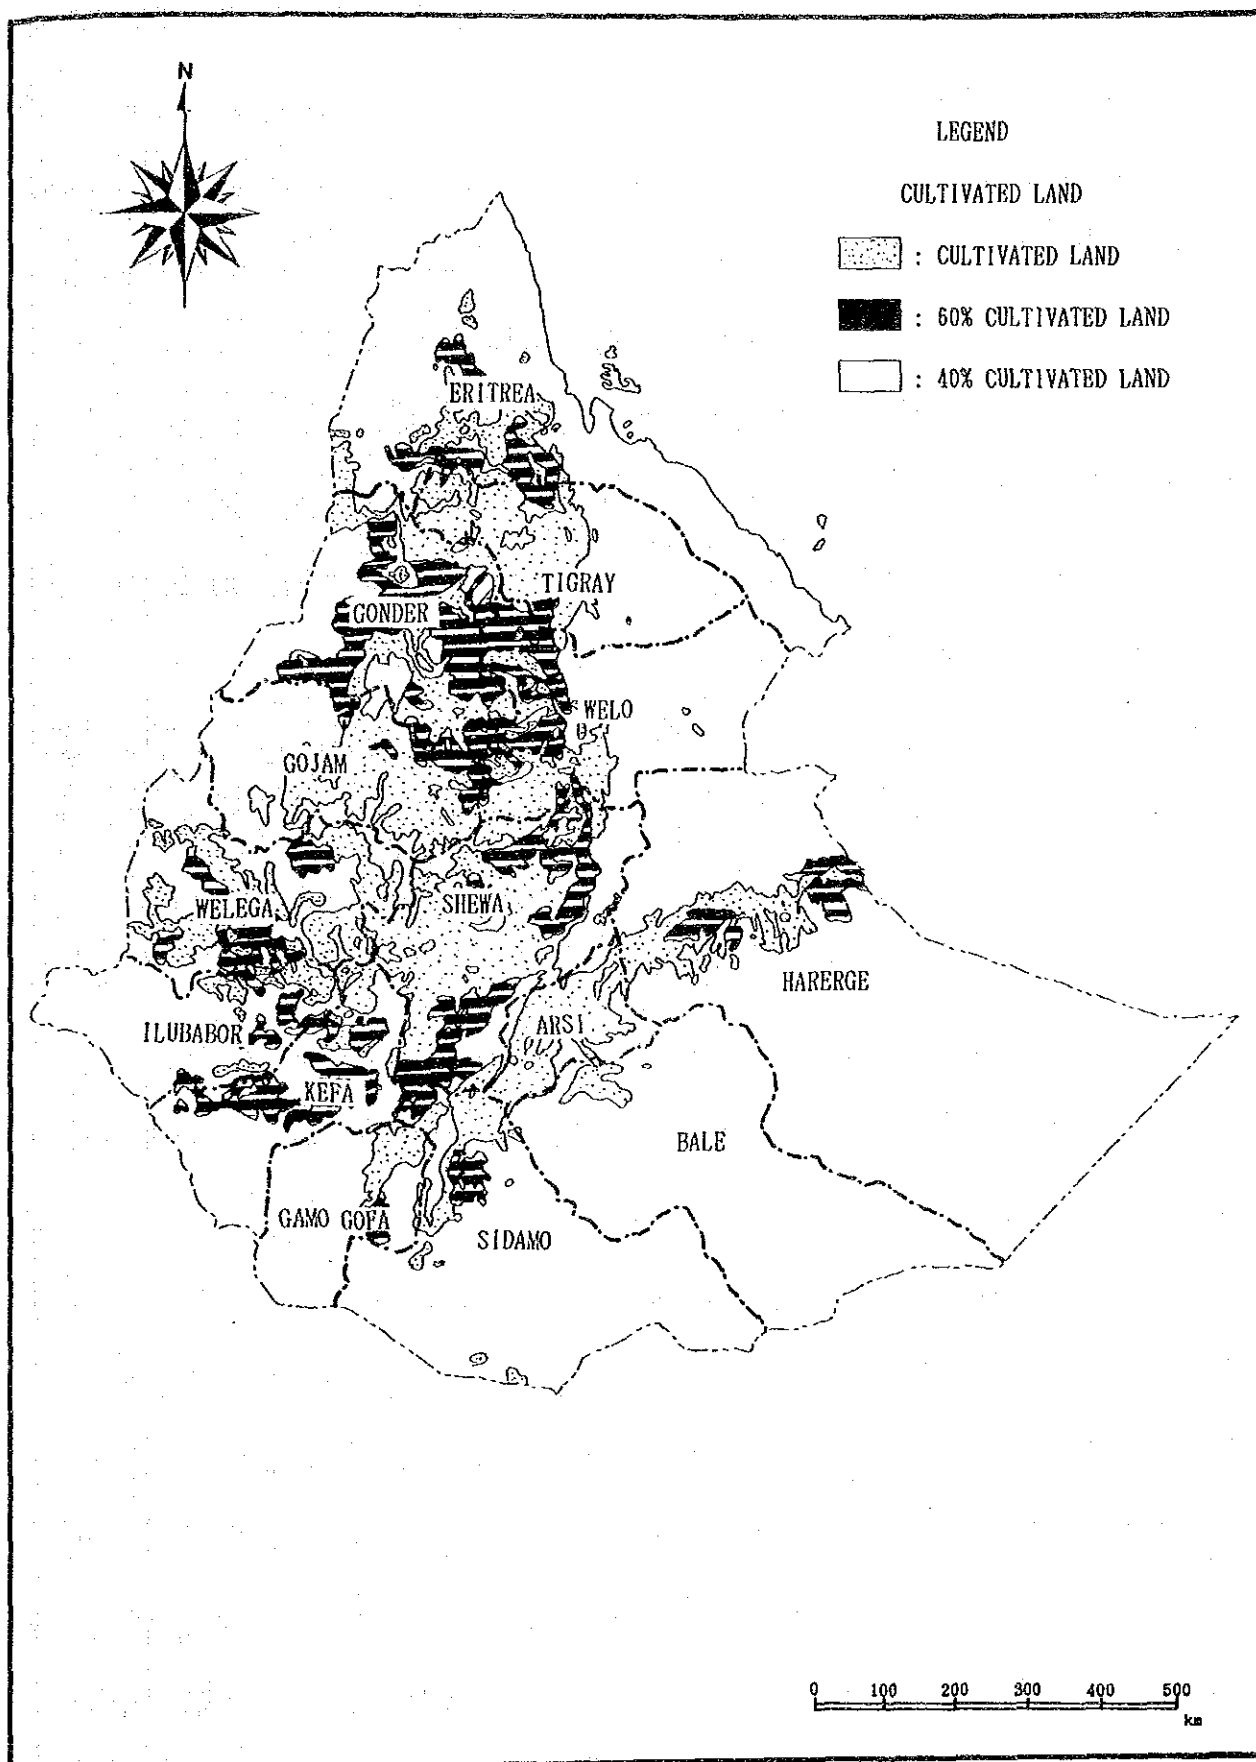 N
LEGEND
CULTIVATED LAND
: CULTIVATED LAND
: 60% CULTIVATED LAND
: 40% CULTIVATED LAND
ERITREA
TIGRAY
GONDER
WELO
GOJAM
WELEGA
SHEWA
HARERGE
ILUBABOR
ARSI
KEFA
BALE
GAMO GOFA
SIDAMO
0 100 200 300 400 500
km